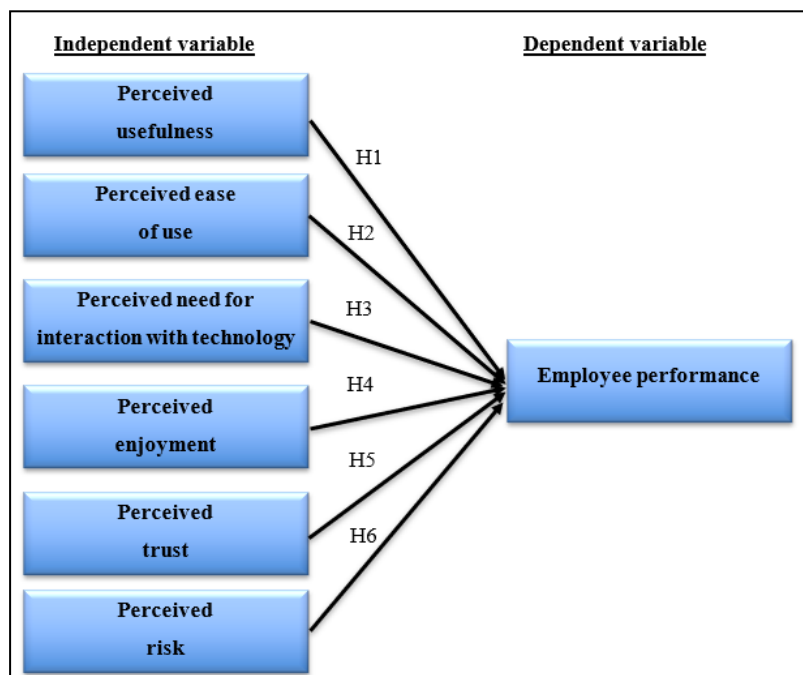 Independent variable
Dependent variable
Perceived
usefulness
H1
Perceived ease
of use
H2
Perceived need for
interaction with technology
H3
Employee performance
Perceived
enjoyment
H4
Perceived
trust
H5
Perceived
risk
H6